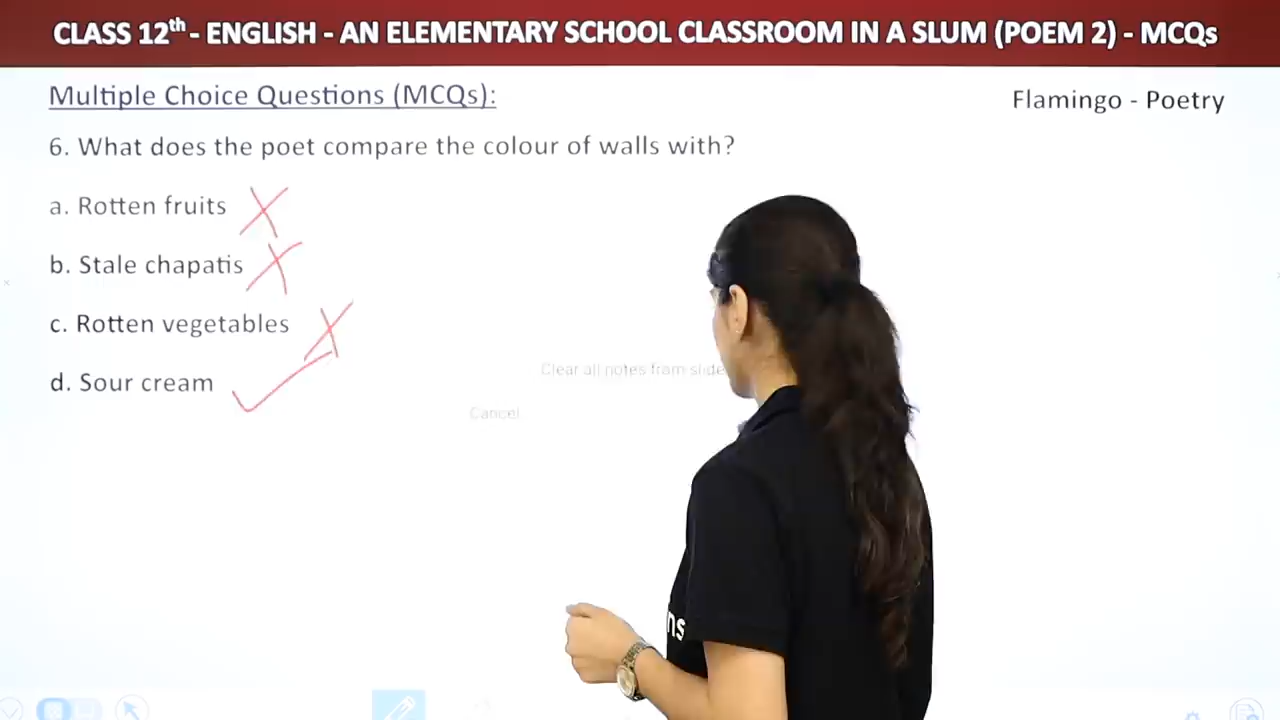 CLASS 12th - ENGLISH - AN ELEMENTARY SCHOOL CLASSROOM IN A SLUM (POEM 2) - MCQs
Multiple Choice Questions (MCQs):
Flamingo - Poetry
6. What does the poet compare the colour of walls with?
a. Rotten fruits
b. Stale chapatis
c. Rotten vegetables
d. Sour cream
Clear all notes from slide
Cancel
ns